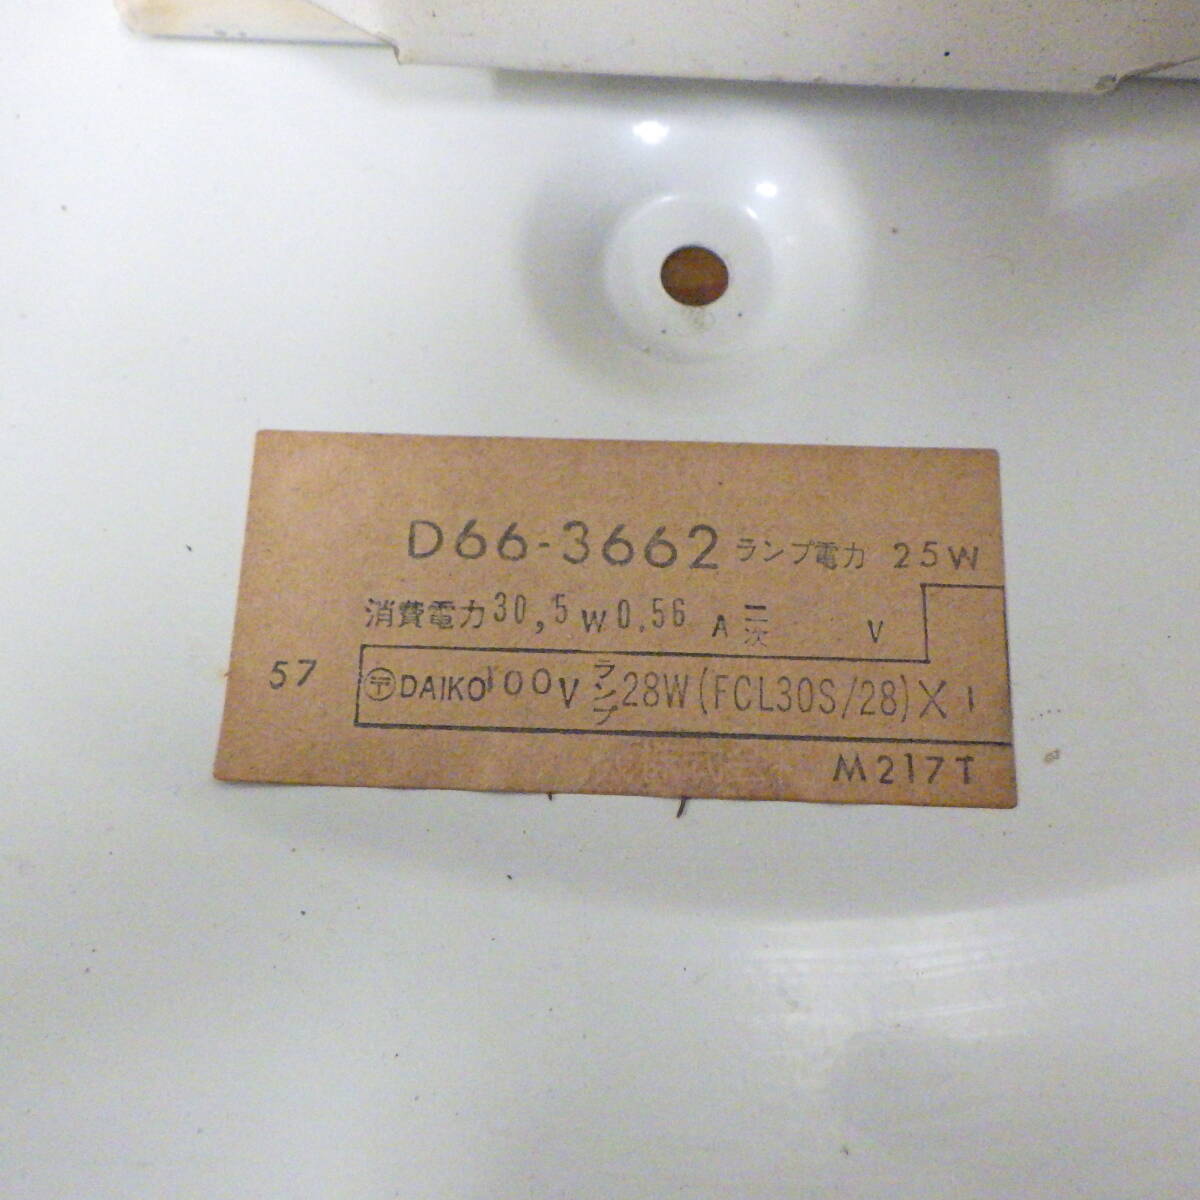 D66-3662 ランプ電力 25W
消費電力 30,5 W 0.56 A 二次 V
57 〶 DAIKO 100V ランプ 28W(FCL30S/28)X1
M217T